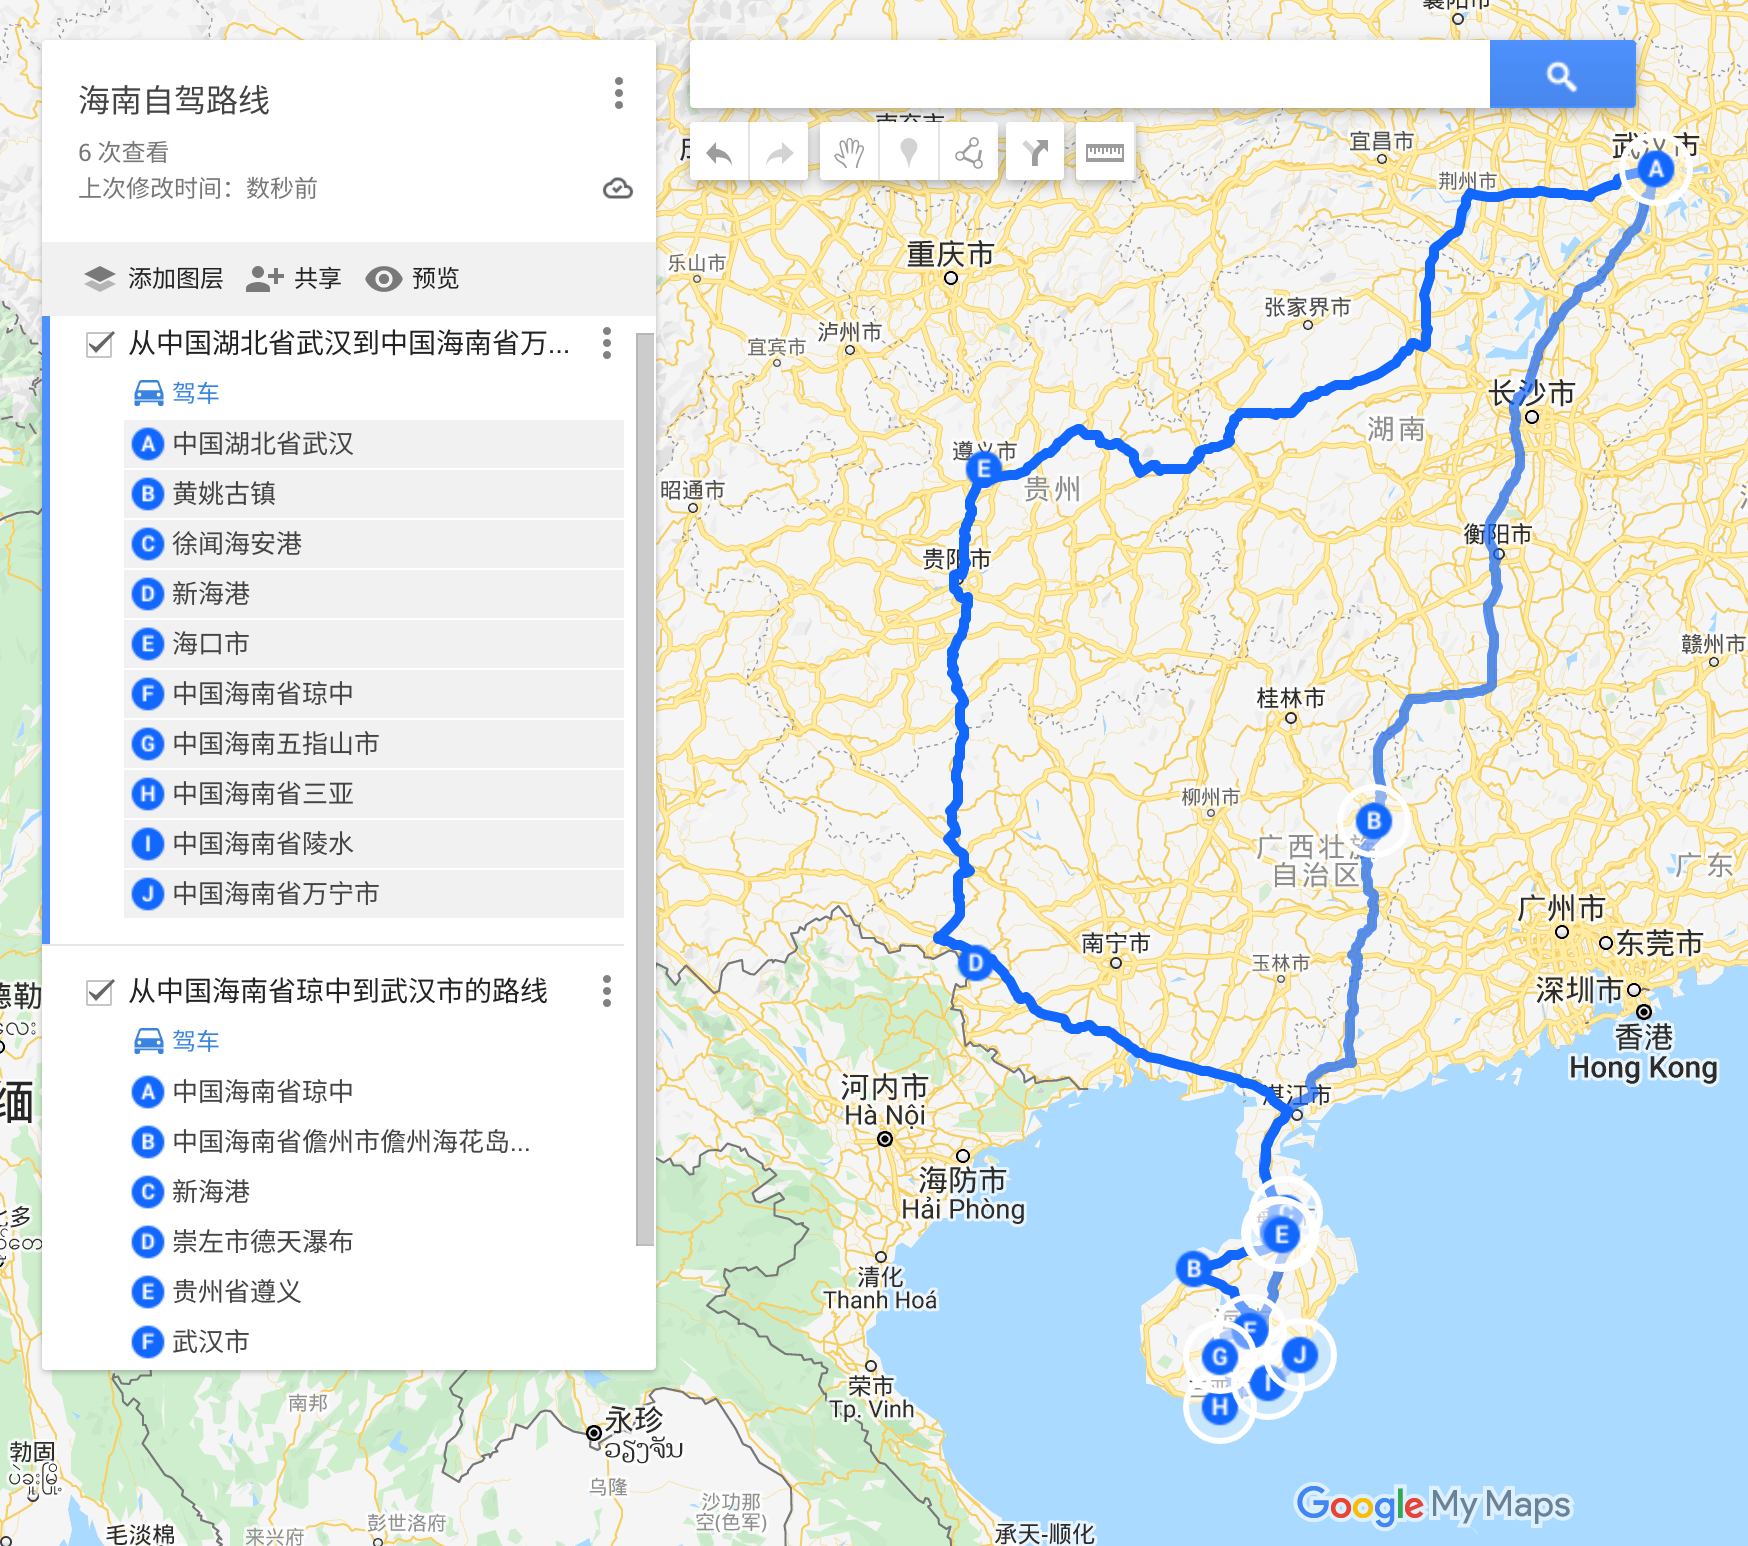 海南自驾路线
6 次查看
上次修改时间：数秒前
添加图层 共享 预览
从中国湖北省武汉到中国海南省万...
驾车
A 中国湖北省武汉
B 黄姚古镇
C 徐闻海安港
D 新海港
E 海口市
F 中国海南省琼中
G 中国海南五指山市
H 中国海南省三亚
I 中国海南省陵水
J 中国海南省万宁市
从中国海南省琼中到武汉市的路线
驾车
A 中国海南省琼中
B 中国海南省儋州市儋州海花岛...
C 新海港
D 崇左市德天瀑布
E 贵州省遵义
F 武汉市
襄阳市
宜昌市
武汉市
A
荆州市
重庆市
乐山市
张家界市
泸州市
宜宾市
长沙市
湖南
遵义市
E
贵州
昭通市
衡阳市
贵阳市
赣州市
桂林市
柳州市
B
广西壮族
自治区
广东
广州市
东莞市
南宁市
玉林市
D
深圳市
香港
Hong Kong
湛江市
河内市
Hà Nội
海防市
Hải Phòng
C
E
B
清化
Thanh Hoá
F
G
J
I
H
荣市
Tp. Vinh
南邦
永珍
ວຽງຈັນ
乌隆
沙功那
空(色军)
勃固
彭世洛府
来兴府
毛淡棉
承天-顺化
德勒
缅
Google My Maps